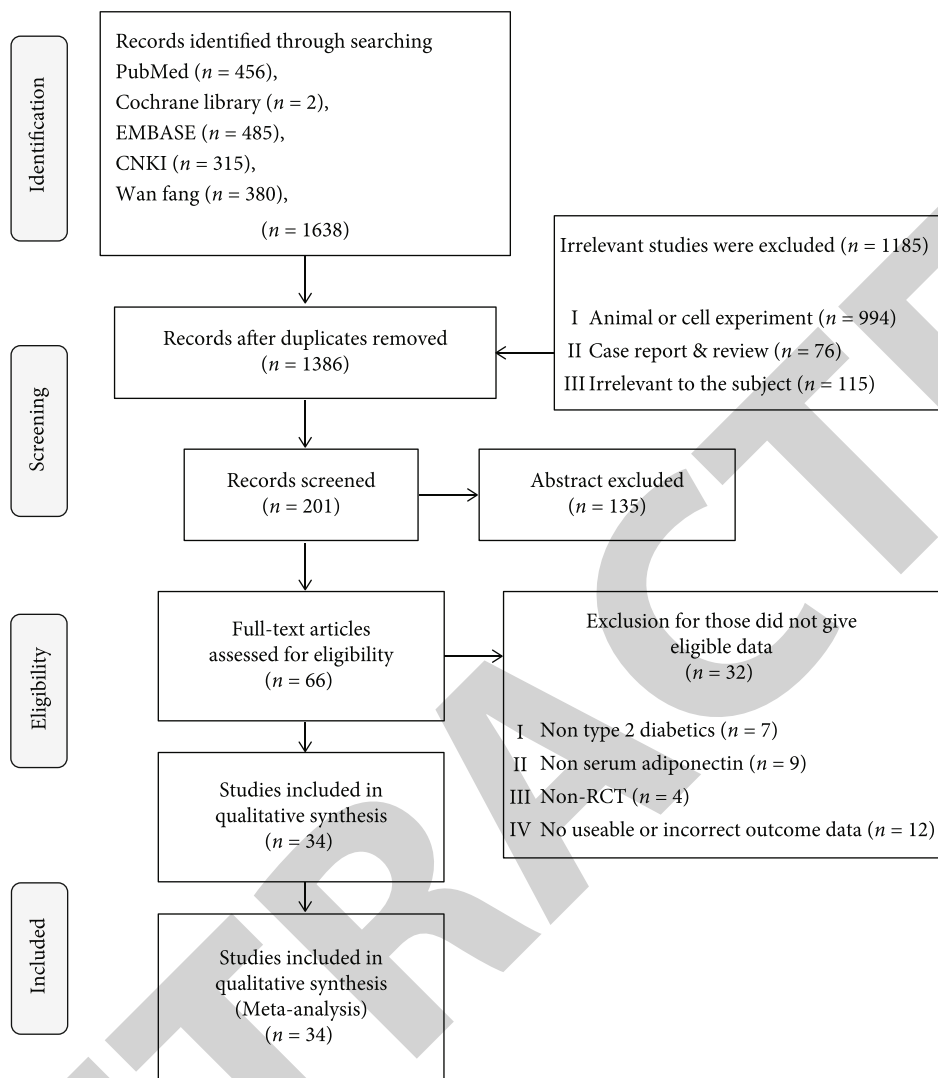 Identification
Records identified through searching
PubMed (n = 456),
Cochrane library (n = 2),
EMBASE (n = 485),
CNKI (n = 315),
Wan fang (n = 380),
(n = 1638)
Irrelevant studies were excluded (n = 1185)
I Animal or cell experiment (n = 994)
II Case report & review (n = 76)
III Irrelevant to the subject (n = 115)
Screening
Records after duplicates removed
(n = 1386)
Records screened
(n = 201)
Abstract excluded
(n = 135)
Eligibility
Full-text articles
assessed for eligibility
(n = 66)
Exclusion for those did not give
eligible data
(n = 32)
I Non type 2 diabetics (n = 7)
II Non serum adiponectin (n = 9)
III Non-RCT (n = 4)
IV No useable or incorrect outcome data (n = 12)
Studies included in
qualitative synthesis
(n = 34)
Included
Studies included in
qualitative synthesis
(Meta-analysis)
(n = 34)
TRACTE